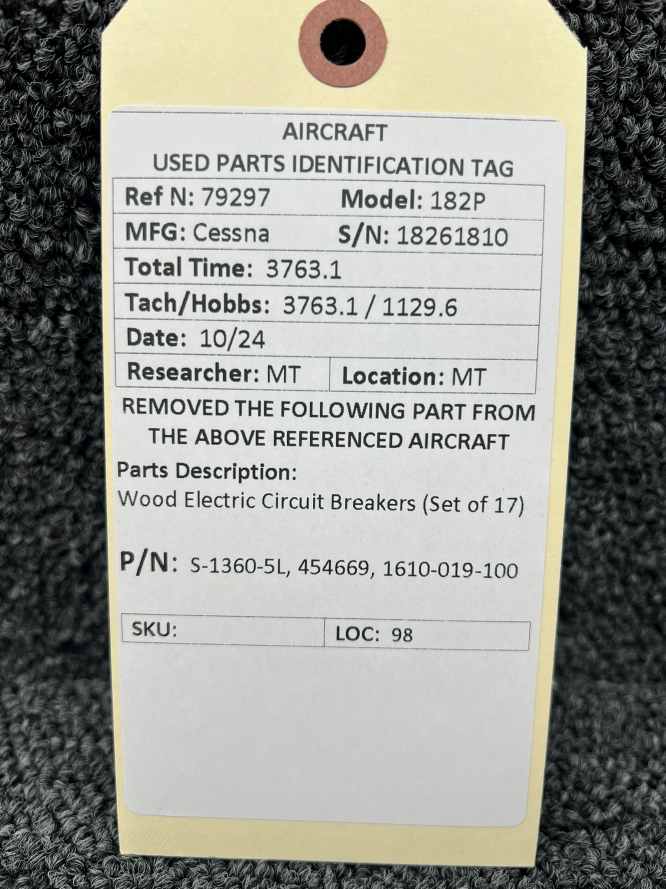 AIRCRAFT
USED PARTS IDENTIFICATION TAG
Ref N: 79297 Model: 182P
MFG: Cessna S/N: 18261810
Total Time: 3763.1
Tach/Hobbs: 3763.1 / 1129.6
Date: 10/24
Researcher: MT Location: MT
REMOVED THE FOLLOWING PART FROM
THE ABOVE REFERENCED AIRCRAFT
Parts Description:
Wood Electric Circuit Breakers (Set of 17)
P/N: S-1360-5L, 454669, 1610-019-100
SKU: LOC: 98